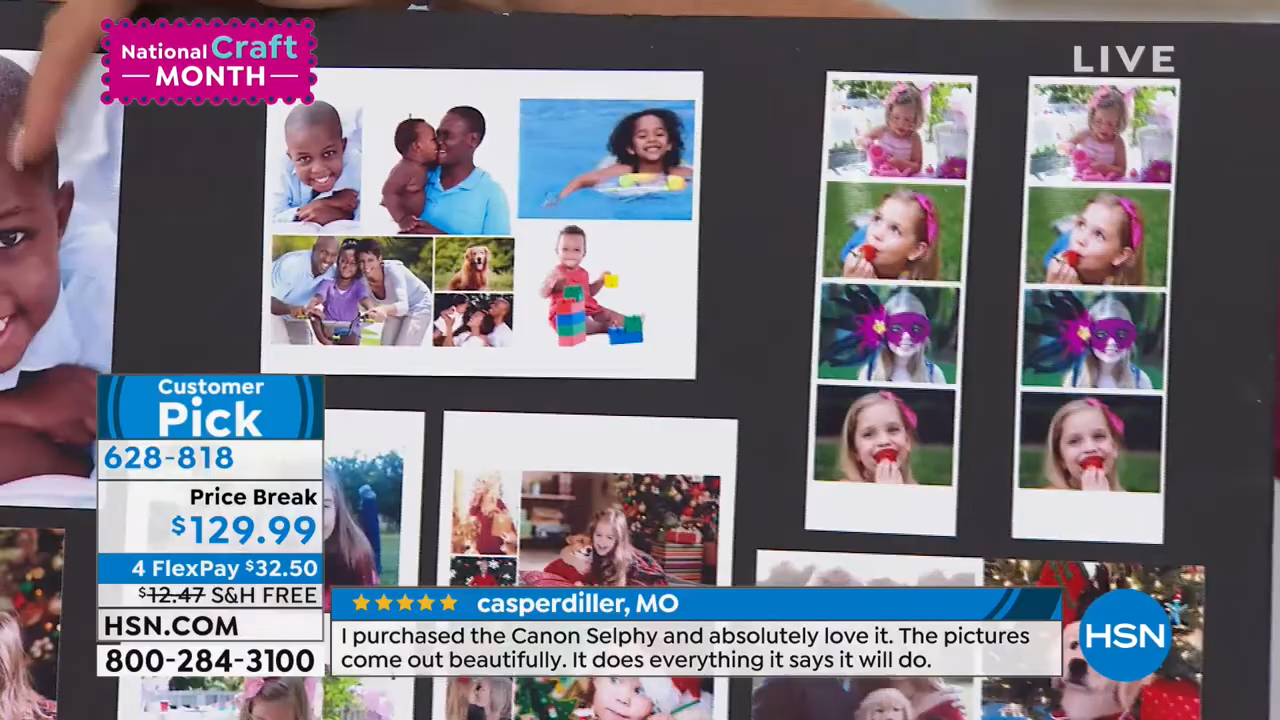 National Craft
MONTH
LIVE
Customer
Pick
628-818
Price Break
$129.99
4 FlexPay $32.50
$12.47 S&H FREE
HSN.COM
800-284-3100
casperdiller, MO
I purchased the Canon Selphy and absolutely love it. The pictures
come out beautifully. It does everything it says it will do.
HSN